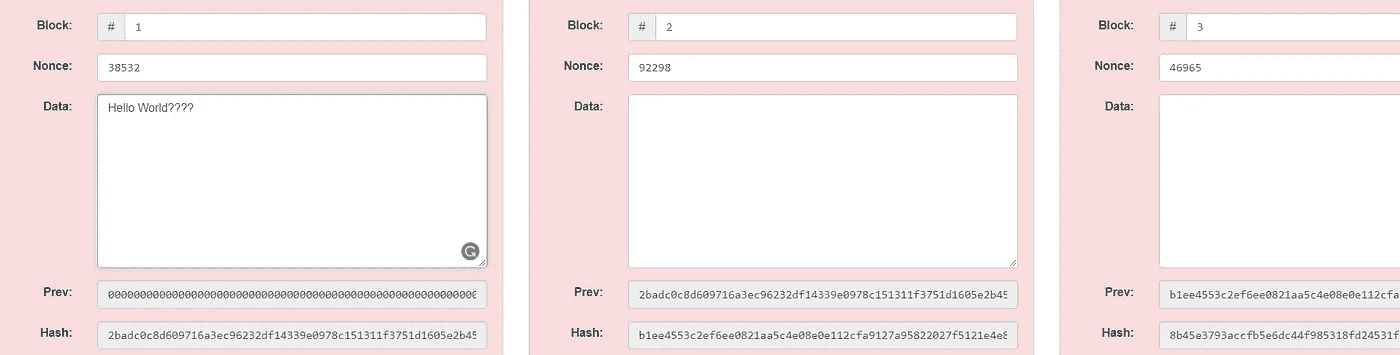 Block: # 1
Nonce: 38532
Data: Hello World????
Prev: 0000000000000000000000000000000000000000000000000000000000
Hash: 2badc0c8d609716a3ec96232df14339e0978c151311f3751d1605e2b45
Block: # 2
Nonce: 92298
Data:
Prev: 2badc0c8d609716a3ec96232df14339e0978c151311f3751d1605e2b45
Hash: b1ee4553c2ef6ee0821aa5c4e08e0e112cfa9127a95822027f5121e4e8
Block: # 3
Nonce: 46965
Data:
Prev: b1ee4553c2ef6ee0821aa5c4e08e0e112cfa
Hash: 8b45e3793accfb5e6dc44f985318fd24531f